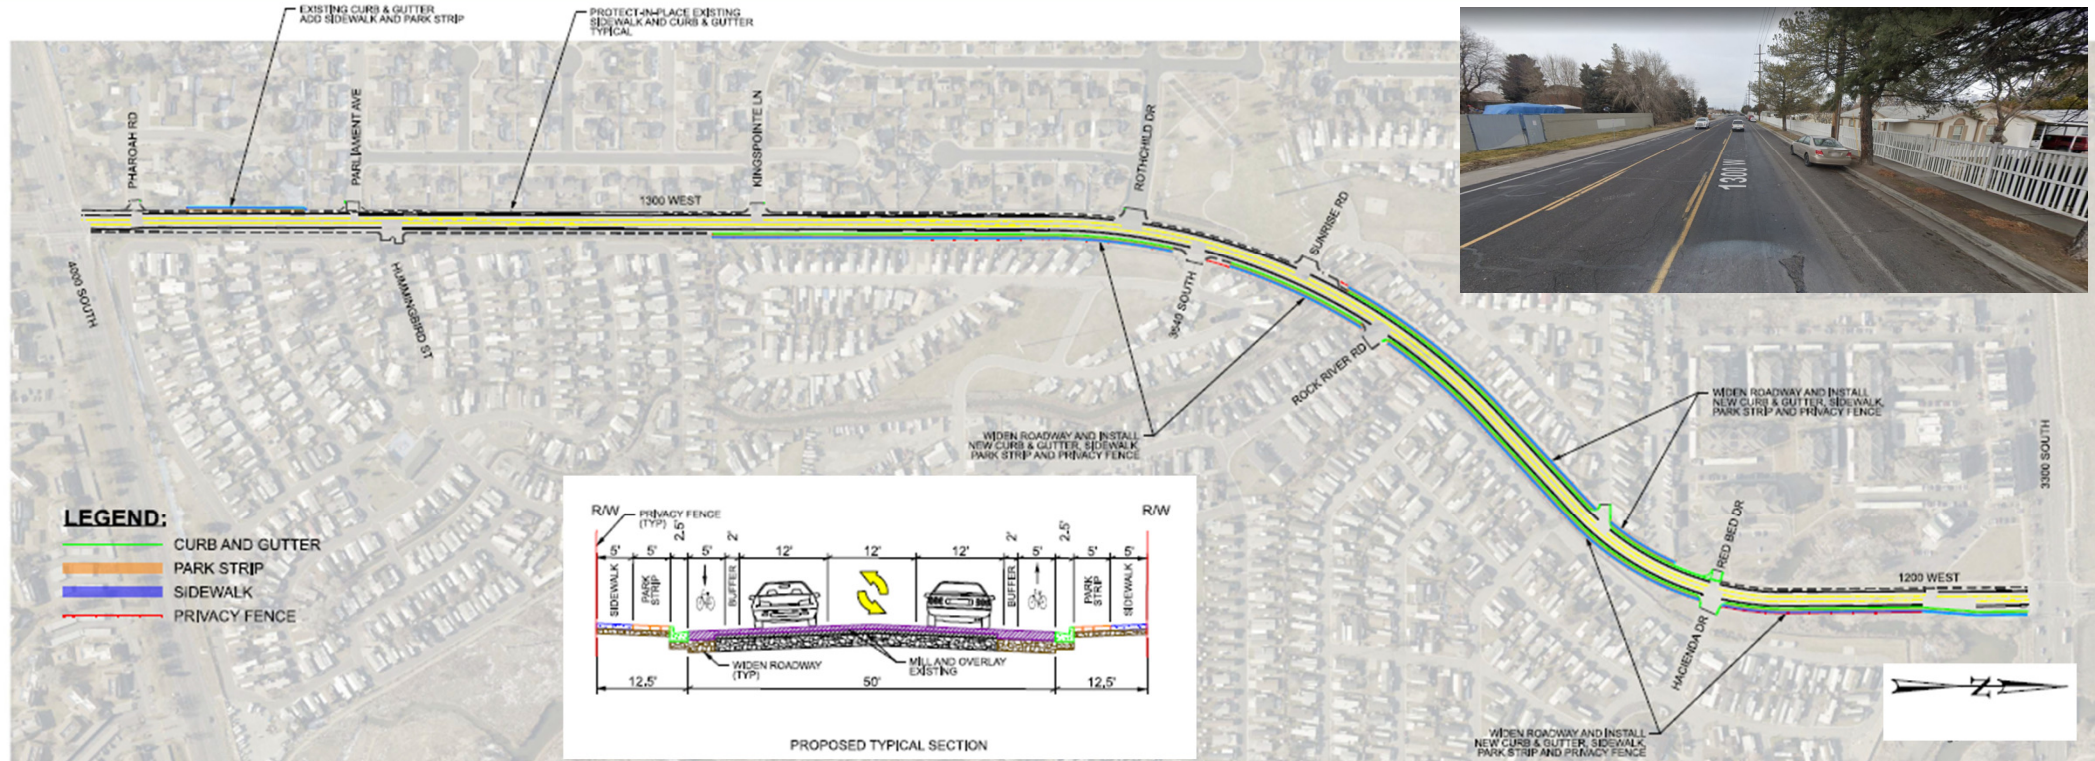 EXISTING CURB & GUTTER
ADD SIDEWALK AND PARK STRIP
PROTECT-IN-PLACE EXISTING
SIDEWALK AND CURB & GUTTER
TYPICAL
PHAROAH RD
PARLIAMENT AVE
KINGSPOINTE LN
ROTHCHILD DR
1300 WEST
SUNRISE RD
1300 W
4000 SOUTH
HUMMINGBIRD ST
3540 SOUTH
ROCK RIVER RD
WIDEN ROADWAY AND INSTALL
NEW CURB & GUTTER, SIDEWALK,
PARK STRIP AND PRIVACY FENCE
WIDEN ROADWAY AND INSTALL
NEW CURB & GUTTER, SIDEWALK,
PARK STRIP AND PRIVACY FENCE
3300 SOUTH
RED BED DR
1200 WEST
HACIENDA DR
WIDEN ROADWAY AND INSTALL
NEW CURB & GUTTER, SIDEWALK,
PARK STRIP AND PRIVACY FENCE
LEGEND:
CURB AND GUTTER
PARK STRIP
SIDEWALK
PRIVACY FENCE
R/W
PRIVACY FENCE
(TYP)
R/W
5'
5'
2.5'
5'
2'
12'
12'
12'
2'
5'
2.5'
5'
5'
SIDEWALK
PARK
STRIP
BUFFER
BUFFER
PARK
STRIP
SIDEWALK
WIDEN ROADWAY
(TYP)
MILL AND OVERLAY
EXISTING
12.5'
50'
12.5'
PROPOSED TYPICAL SECTION
N